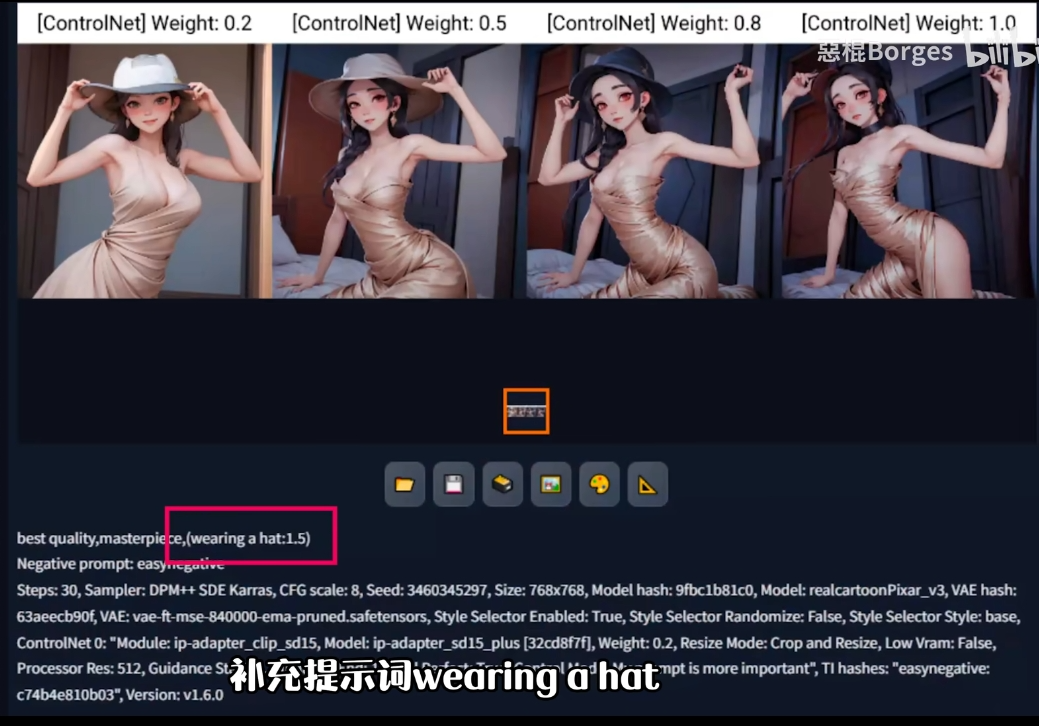 [ControlNet] Weight: 0.2 [ControlNet] Weight: 0.5 [ControlNet] Weight: 0.8 [ControlNet] Weight: 1.0
惡棍Borges bilibi
best quality,masterpiece,(wearing a hat:1.5)
Negative prompt: easynegative
Steps: 30, Sampler: DPM++ SDE Karras, CFG scale: 8, Seed: 3460345297, Size: 768x768, Model hash: 9fbc1b81c0, Model: realcartoonPixar_v3, VAE hash:
63aeecb90f, VAE: vae-ft-mse-840000-ema-pruned.safetensors, Style Selector Enabled: True, Style Selector Randomize: False, Style Selector Style: base,
ControlNet 0: "Module: ip-adapter_clip_sd15, Model: ip-adapter_sd15_plus [32cd8f7f], Weight: 0.2, Resize Mode: Crop and Resize, Low Vram: False,
Processor Res: 512, Guidance is more important", TI hashes: "easynegative:
补充提示词wearing a hat
c74b4e810b03", Version: v1.6.0